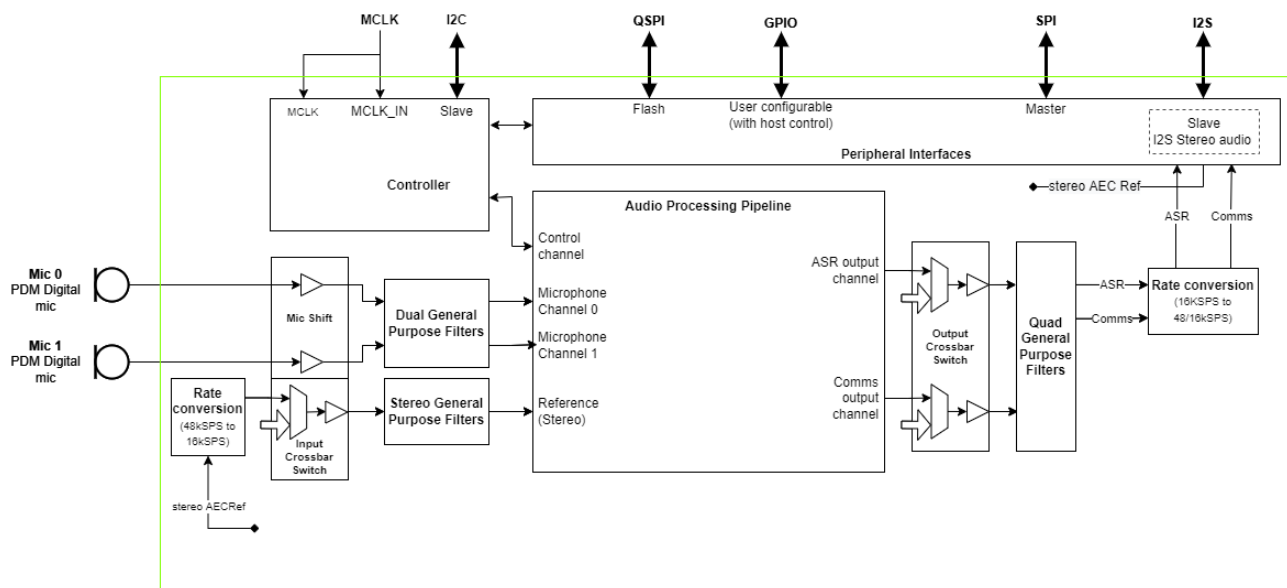 MCLK
I2C
QSPI
GPIO
SPI
I2S
MCLK
MCLK_IN
Slave
Flash
User configurable
(with host control)
Master
Slave
I2S Stereo audio
Peripheral Interfaces
Controller
stereo AEC Ref
Audio Processing Pipeline
ASR
Comms
Control
channel
Mic 0
PDM Digital
mic
Mic Shift
Dual General
Purpose Filters
Microphone
Channel 0
Microphone
Channel 1
ASR output
channel
Output
Crossbar
Switch
Quad
General
Purpose
Filters
ASR
Comms
Rate conversion
(16KSPS to
48/16kSPS)
Mic 1
PDM Digital
mic
Rate
conversion
(48kSPS to
16kSPS)
Input
Crossbar
Switch
Stereo General
Purpose Filters
Reference
(Stereo)
Comms
output
channel
stereo AECRef